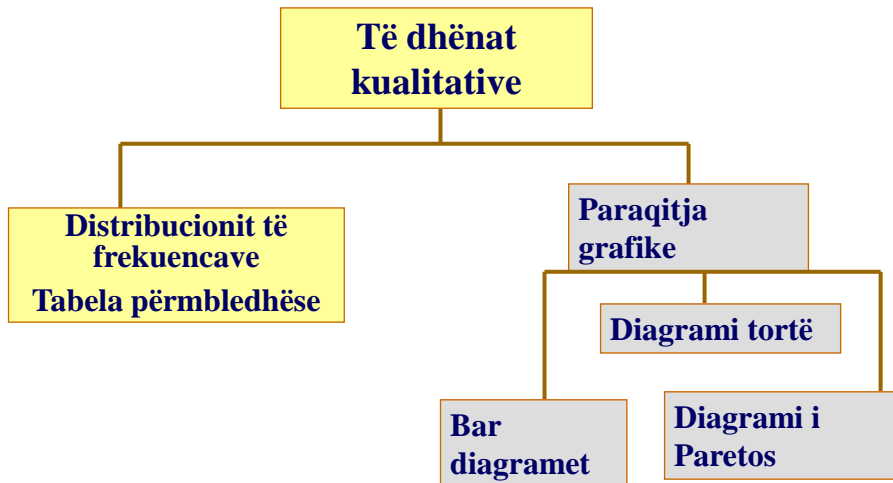 Të dhënat
kualitative
Distribucionit të
frekuencave
Tabela përmbledhëse
Paraqitja
grafike
Diagrami tortë
Bar
diagramet
Diagrami i
Paretos